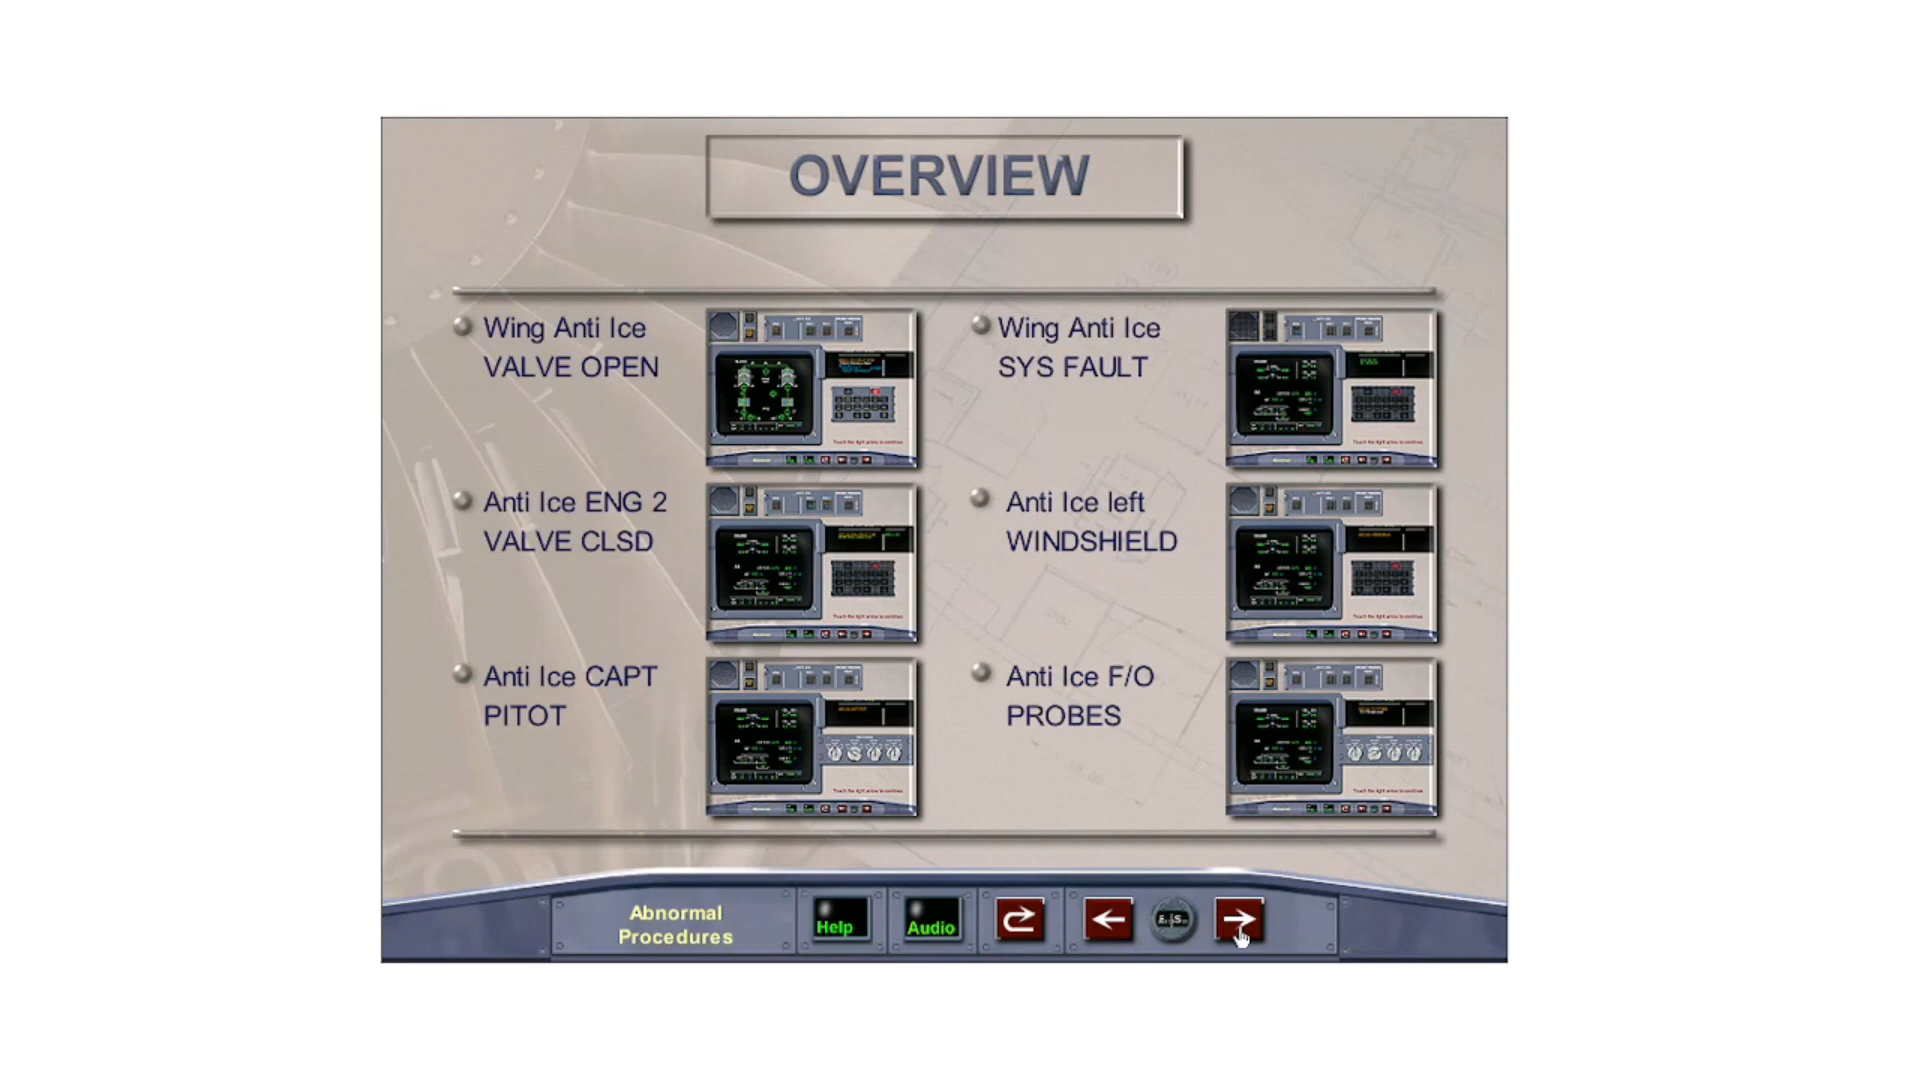 OVERVIEW
Wing Anti Ice
VALVE OPEN
Wing Anti Ice
SYS FAULT
Anti Ice ENG 2
VALVE CLSD
Anti Ice left
WINDSHIELD
Anti Ice CAPT
PITOT
Anti Ice F/O
PROBES
Abnormal
Procedures
Help
Audio